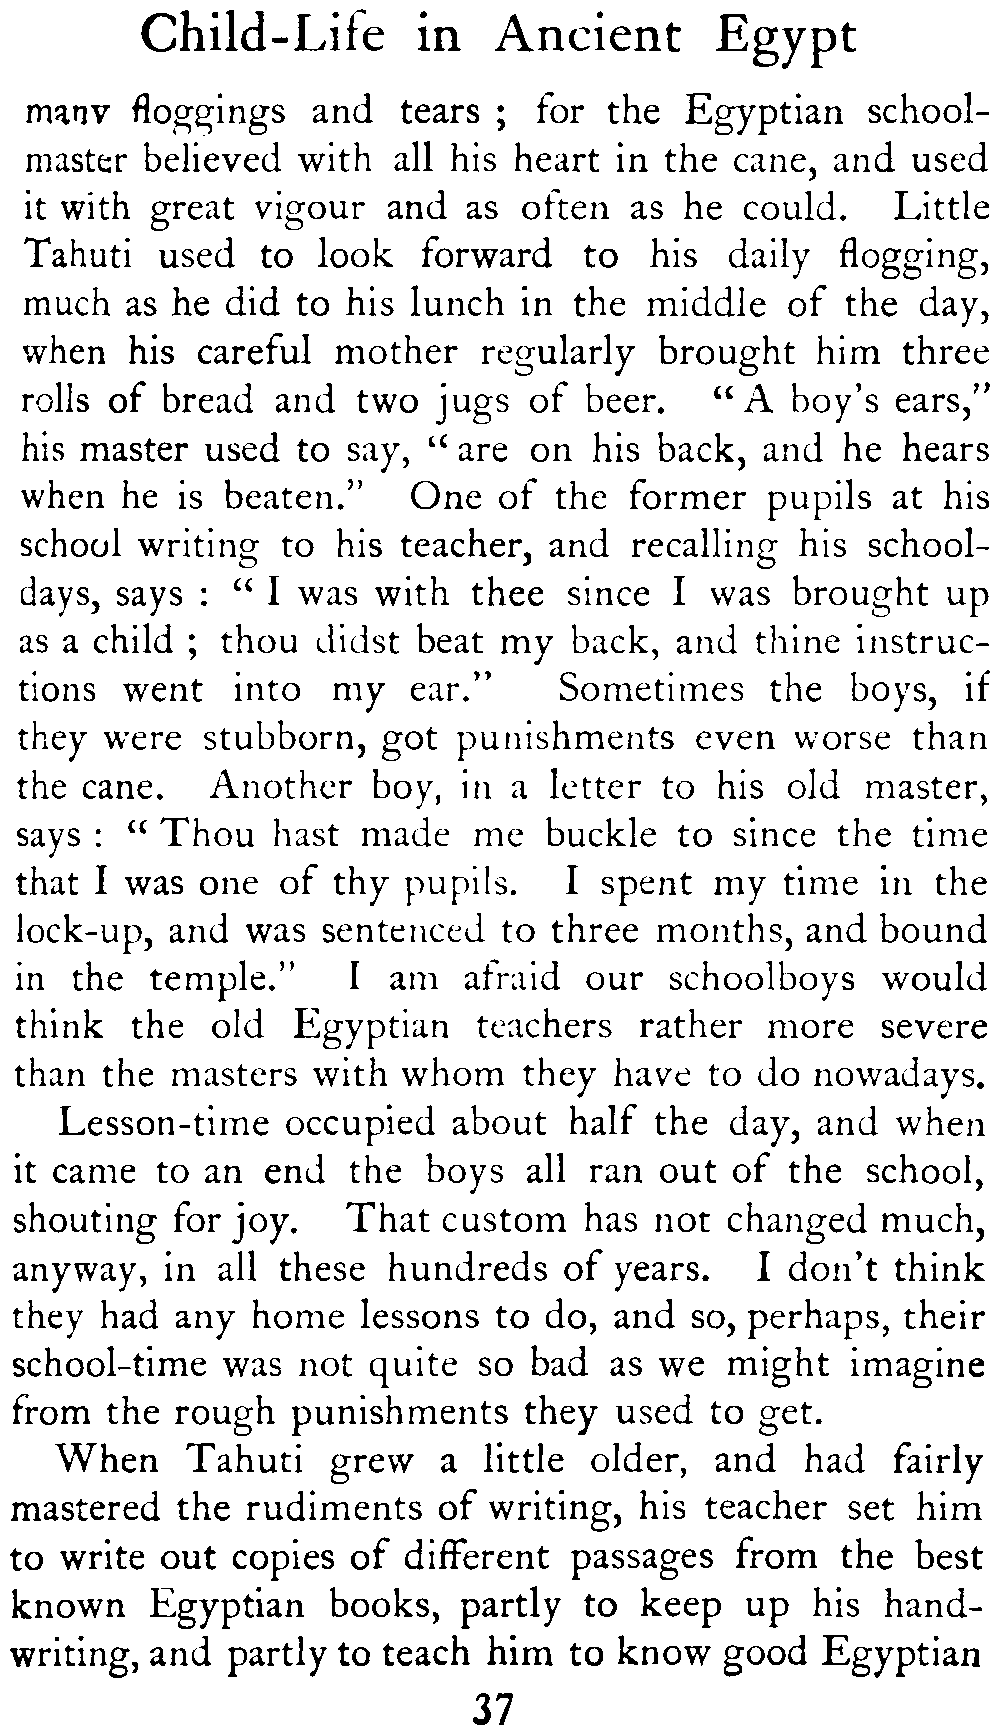 Child-Life in Ancient Egypt
many floggings and tears ; for the Egyptian school-
master believed with all his heart in the cane, and used
it with great vigour and as often as he could. Little
Tahuti used to look forward to his daily flogging,
much as he did to his lunch in the middle of the day,
when his careful mother regularly brought him three
rolls of bread and two jugs of beer. “A boy’s ears,”
his master used to say, “are on his back, and he hears
when he is beaten.” One of the former pupils at his
school writing to his teacher, and recalling his school-
days, says : “I was with thee since I was brought up
as a child ; thou didst beat my back, and thine instruc-
tions went into my ear.” Sometimes the boys, if
they were stubborn, got punishments even worse than
the cane. Another boy, in a letter to his old master,
says : “Thou hast made me buckle to since the time
that I was one of thy pupils. I spent my time in the
lock-up, and was sentenced to three months, and bound
in the temple.” I am afraid our schoolboys would
think the old Egyptian teachers rather more severe
than the masters with whom they have to do nowadays.
Lesson-time occupied about half the day, and when
it came to an end the boys all ran out of the school,
shouting for joy. That custom has not changed much,
anyway, in all these hundreds of years. I don’t think
they had any home lessons to do, and so, perhaps, their
school-time was not quite so bad as we might imagine
from the rough punishments they used to get.
When Tahuti grew a little older, and had fairly
mastered the rudiments of writing, his teacher set him
to write out copies of different passages from the best
known Egyptian books, partly to keep up his hand-
writing, and partly to teach him to know good Egyptian
37